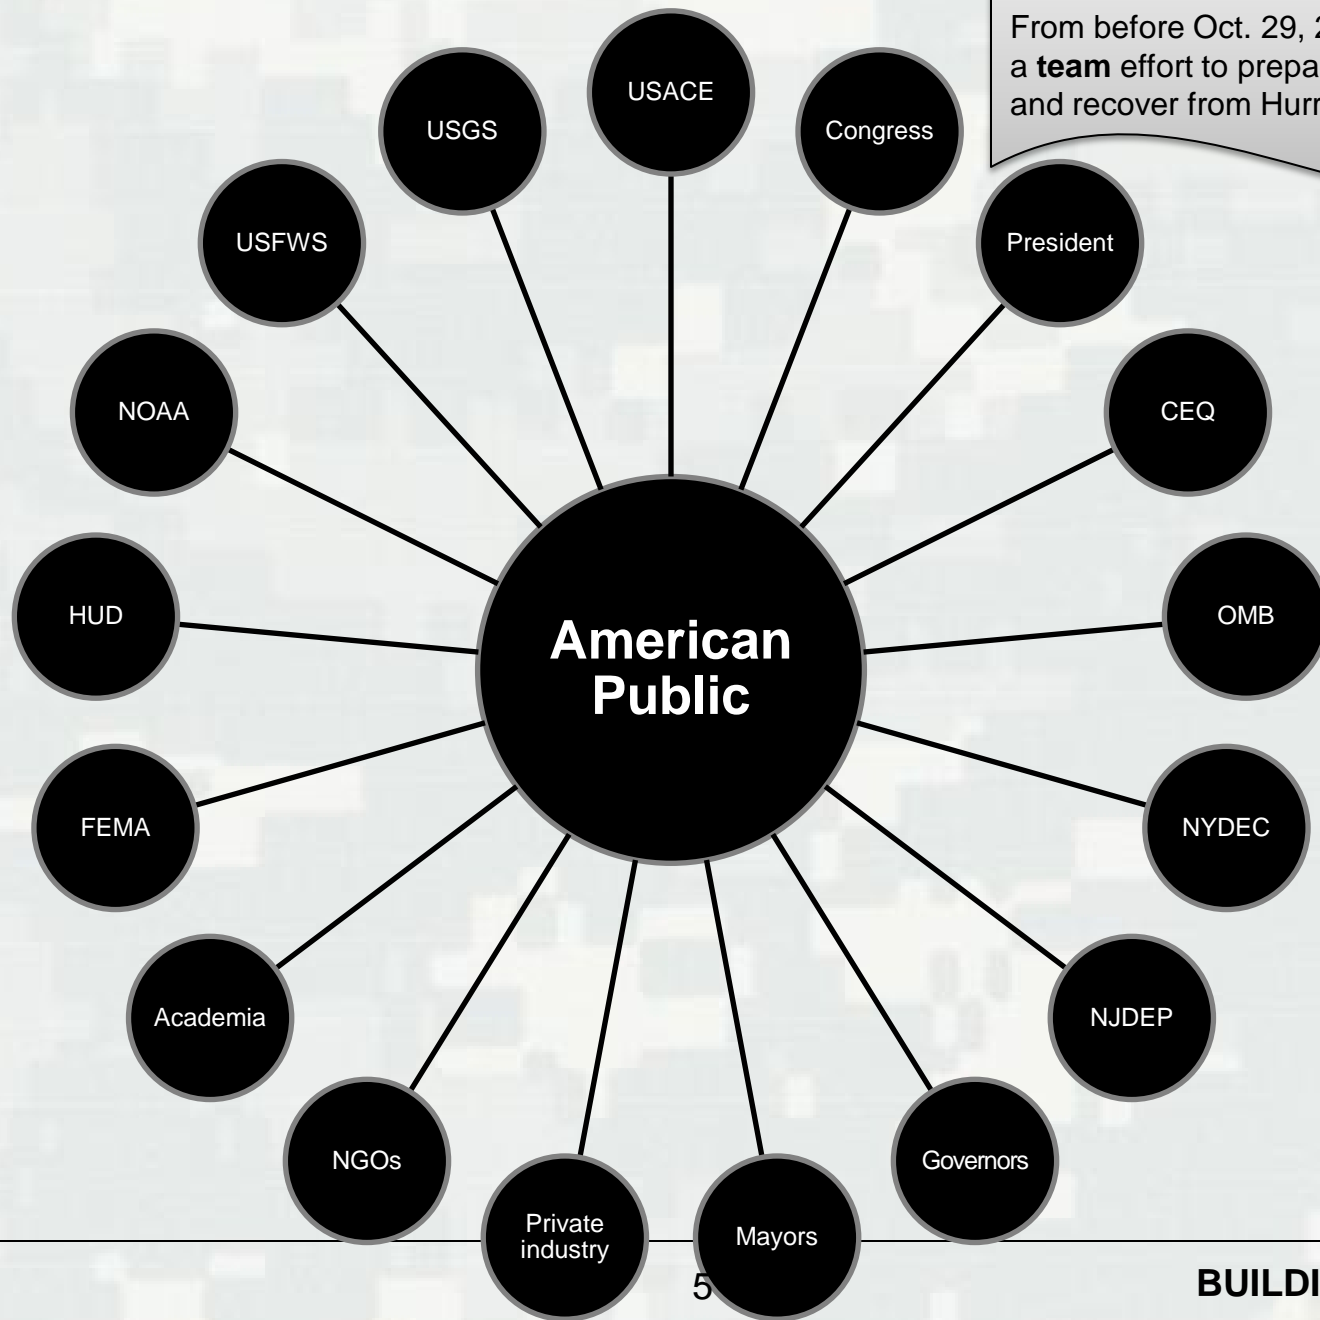 From before Oct. 29, 2
a team effort to prepa
and recover from Hurr
USACE
Congress
President
CEQ
OMB
NYDEC
NJDEP
Governors
Mayors
Private
industry
NGOs
Academia
FEMA
HUD
NOAA
USFWS
USGS
American
Public
5
BUILDI